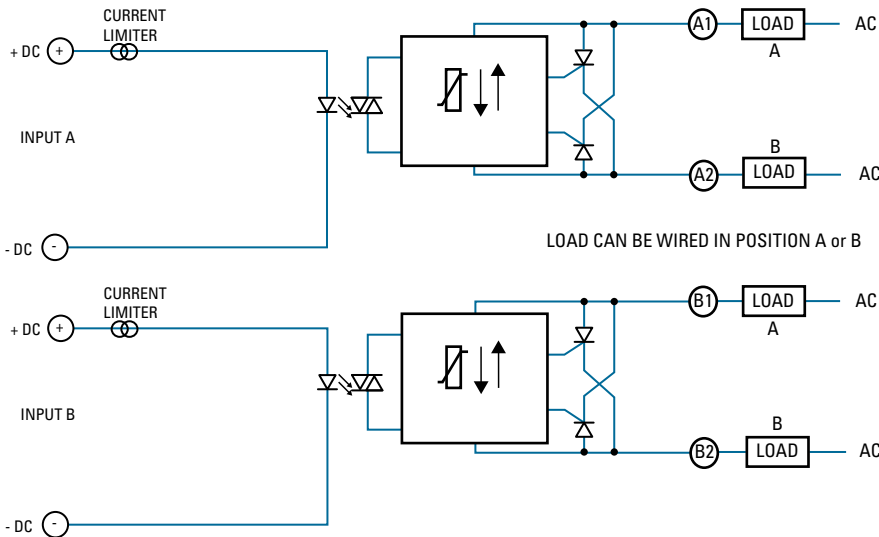 CURRENT
LIMITER
+ DC +
INPUT A
- DC -
A1 LOAD AC
A
B
A2 LOAD AC
LOAD CAN BE WIRED IN POSITION A or B
CURRENT
LIMITER
+ DC +
INPUT B
- DC -
B1 LOAD AC
A
B
B2 LOAD AC